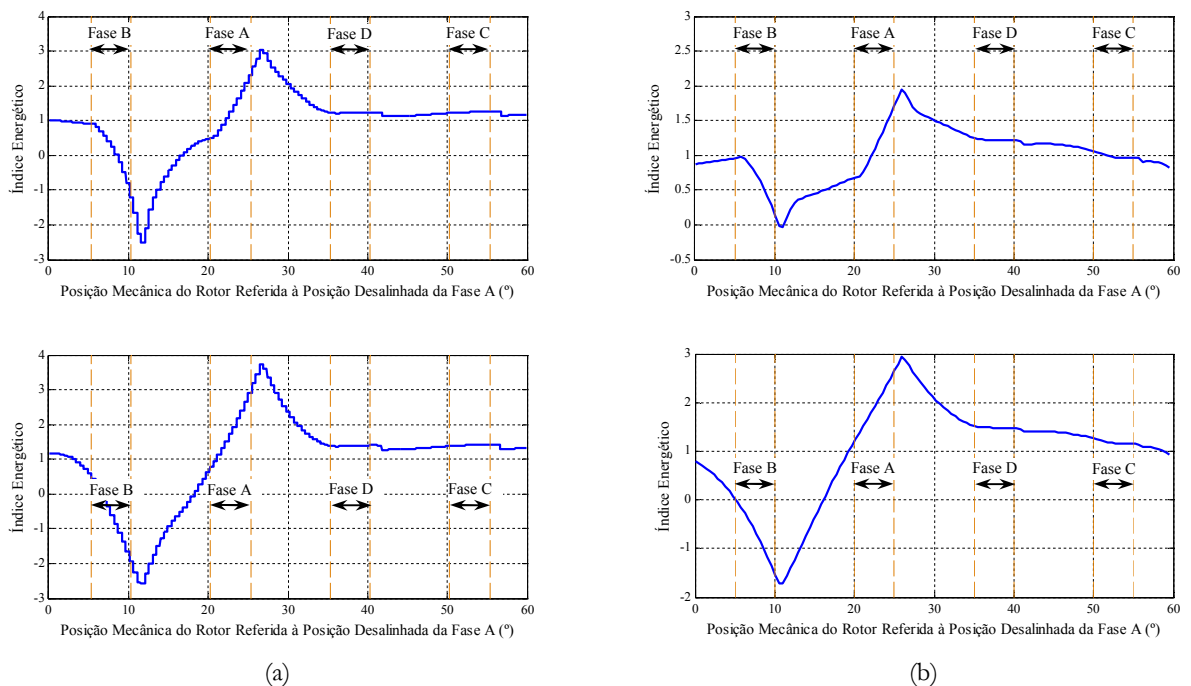 Fase B
Fase A
Fase D
Fase C
Índice Energético
4
3
2
1
0
-1
-2
-3
0
10
20
30
40
50
60
Posição Mecânica do Rotor Referida à Posição Desalinhada da Fase A (º)
Fase B
Fase A
Fase D
Fase C
Índice Energético
3
2.5
2
1.5
1
0.5
0
-0.5
0
10
20
30
40
50
60
Posição Mecânica do Rotor Referida à Posição Desalinhada da Fase A (º)
Fase B
Fase A
Fase D
Fase C
Índice Energético
4
3
2
1
0
-1
-2
-3
0
10
20
30
40
50
60
Posição Mecânica do Rotor Referida à Posição Desalinhada da Fase A (º)
Fase B
Fase A
Fase D
Fase C
Índice Energético
3
2
1
0
-1
-2
0
10
20
30
40
50
60
Posição Mecânica do Rotor Referida à Posição Desalinhada da Fase A (º)
(a)
(b)